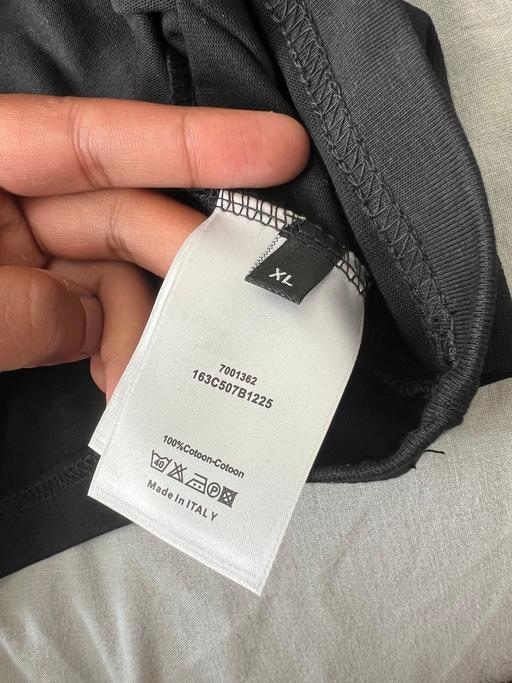 XL
7001362
163C507B1225
100%Cotoon-Cotoon
40 P
Made In ITALY